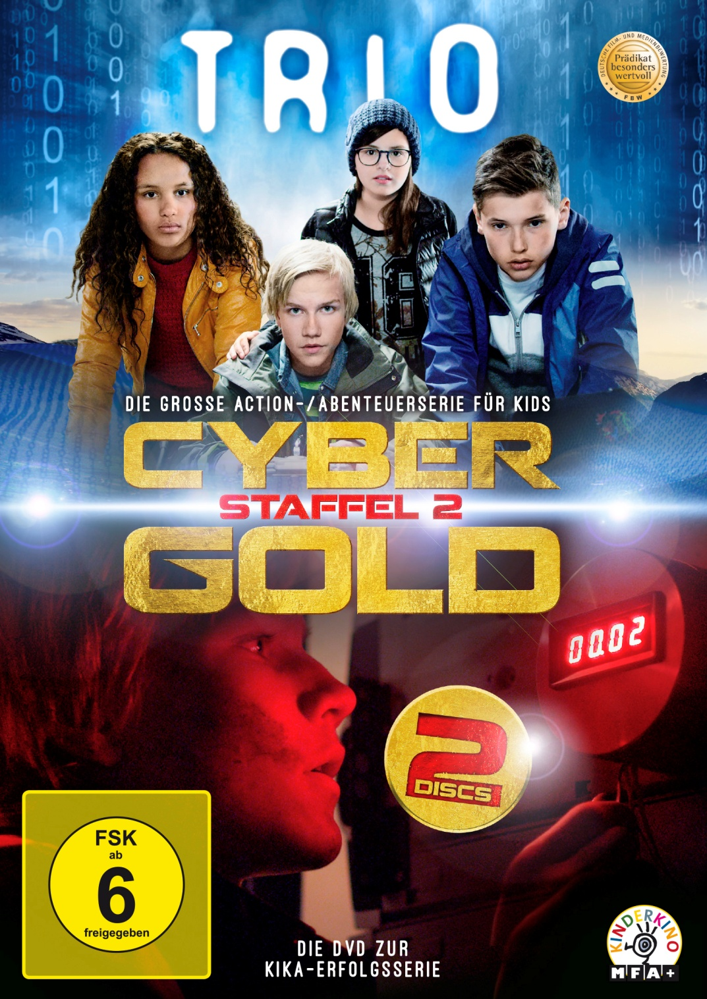 TRIO
DEUTSCHE FILM- UND MEDIENBEWERTUNG
Prädikat
besonders
wertvoll
FBW
18
DIE GROSSE ACTION-/ABENTEUERSERIE FÜR KIDS
CYBER
STAFFEL 2
GOLD
00.02
2
DISCS
FSK
ab
6
freigegeben
DIE DVD ZUR
KIKA-ERFOLGSSERIE
KINDERKINO
MFA+